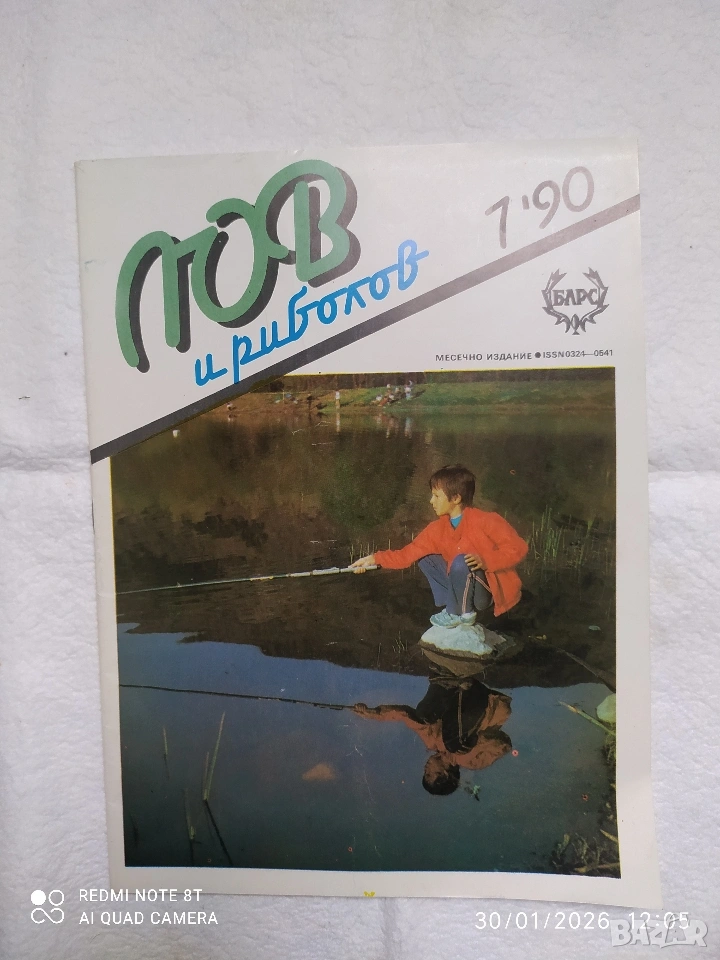 ЛОВ
и риболов
7'90
БЛРС
МЕСЕЧНО ИЗДАНИЕ ● ISSN 0324—0541
REDMI NOTE 8T
AI QUAD CAMERA
30/01/2026 12:05
BAZAR